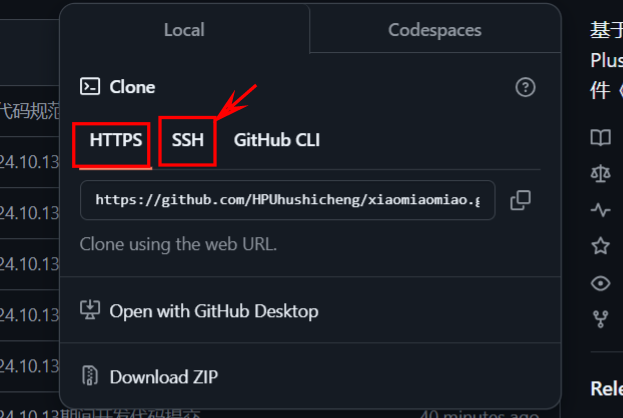 Local
Codespaces
基于
Plus
件
Clone
代码规范
HTTPS
SSH
GitHub CLI
24.10.13
https://github.com/HPUhushicheng/xiaomiaomiao.g
24.10.13
Clone using the web URL.
24.10.13
24.10.13
Open with GitHub Desktop
24.10.13
Download ZIP
Rele
24.10.13期间开发代码提交
40 minutes ago